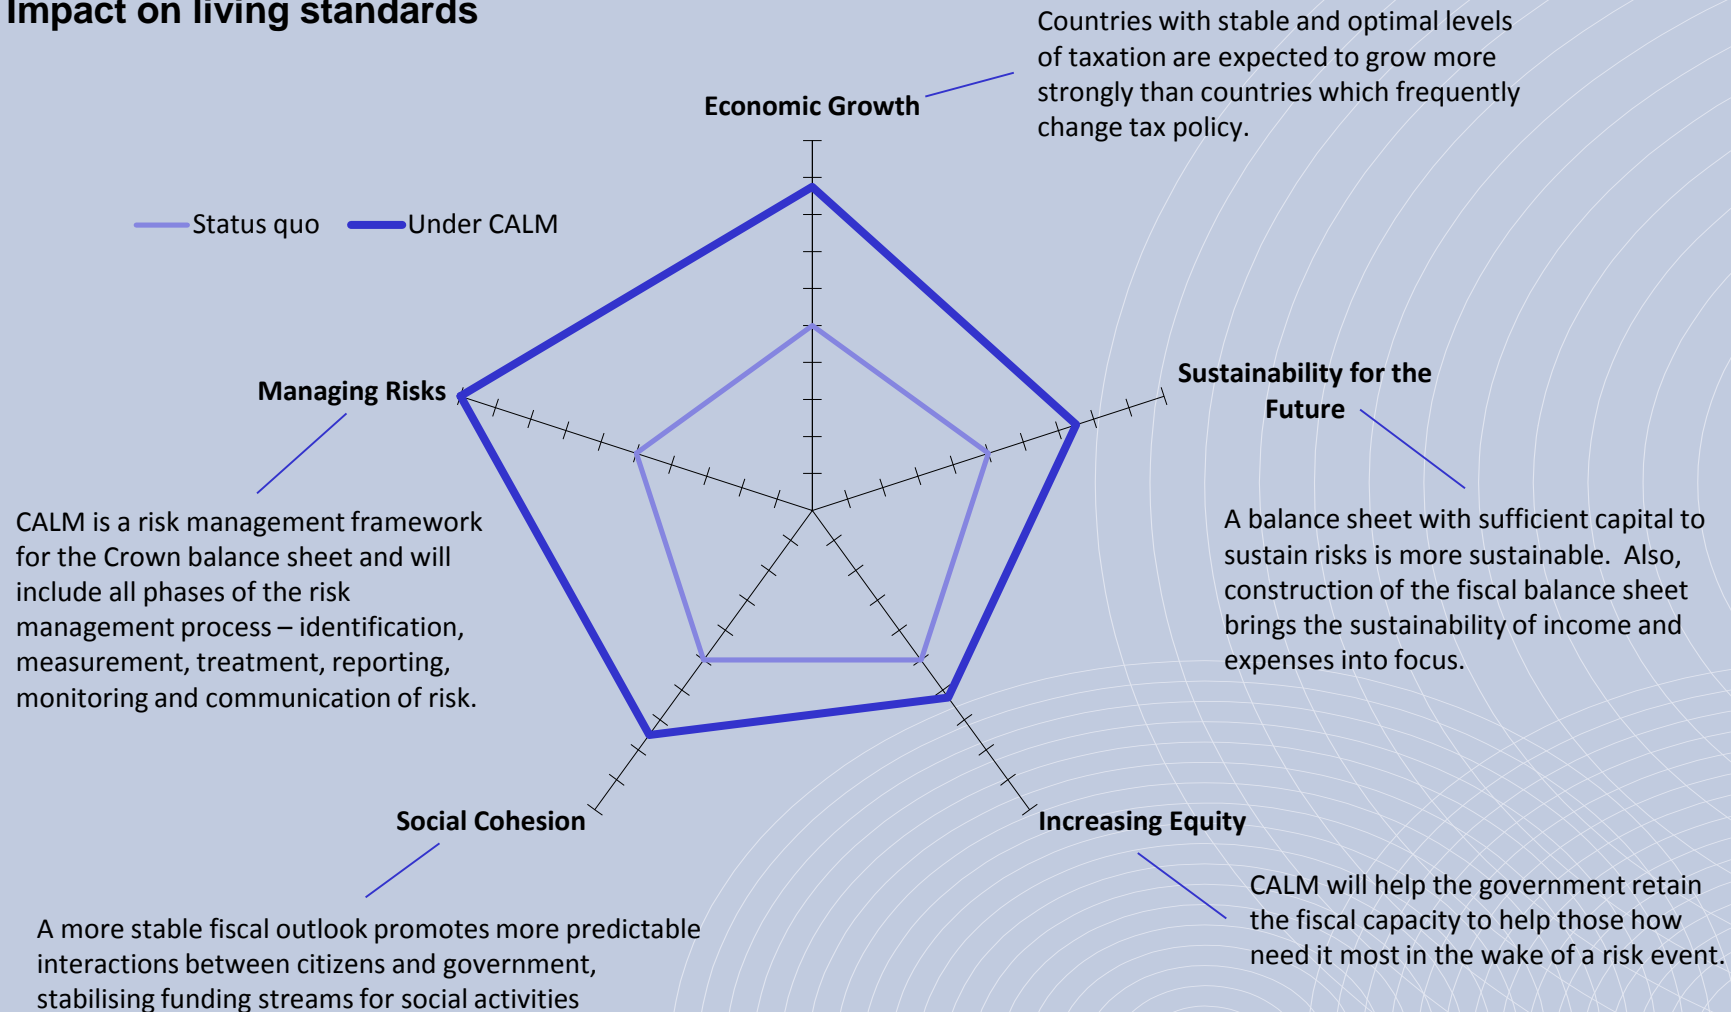 Impact on living standards
Countries with stable and optimal levels
of taxation are expected to grow more
strongly than countries which frequently
change tax policy.
Economic Growth
Status quo
Under CALM
Sustainability for the
Future
Managing Risks
CALM is a risk management framework
for the Crown balance sheet and will
include all phases of the risk
management process – identification,
measurement, treatment, reporting,
monitoring and communication of risk.
A balance sheet with sufficient capital to
sustain risks is more sustainable.  Also,
construction of the fiscal balance sheet
brings the sustainability of income and
expenses into focus.
Social Cohesion
Increasing Equity
CALM will help the government retain
the fiscal capacity to help those how
need it most in the wake of a risk event.
A more stable fiscal outlook promotes more predictable
interactions between citizens and government,
stabilising funding streams for social activities